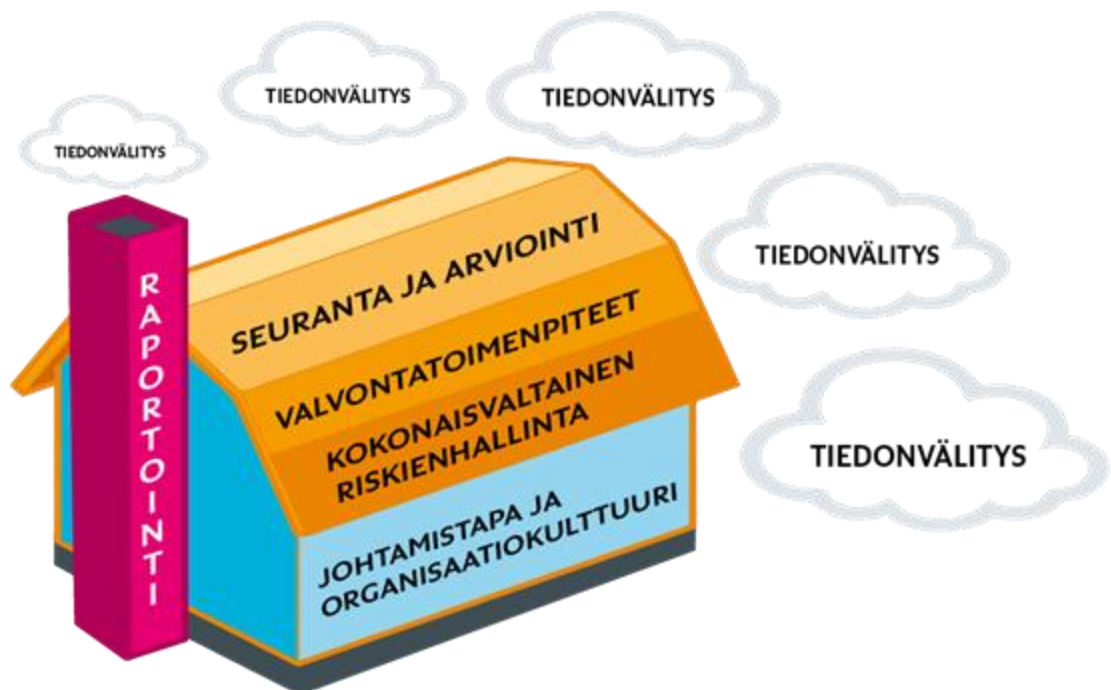 TIEDONVÄLITYS
TIEDONVÄLITYS
TIEDONVÄLITYS
TIEDONVÄLITYS
TIEDONVÄLITYS
RAPORTOINTI
SEURANTA JA ARVIOINTI
VALVONTATOIMENPITEET
KOKONAISVALTAINEN
RISKIENHALLINTA
JOHTAMISTAPA JA
ORGANISAATIOKULTTUURI